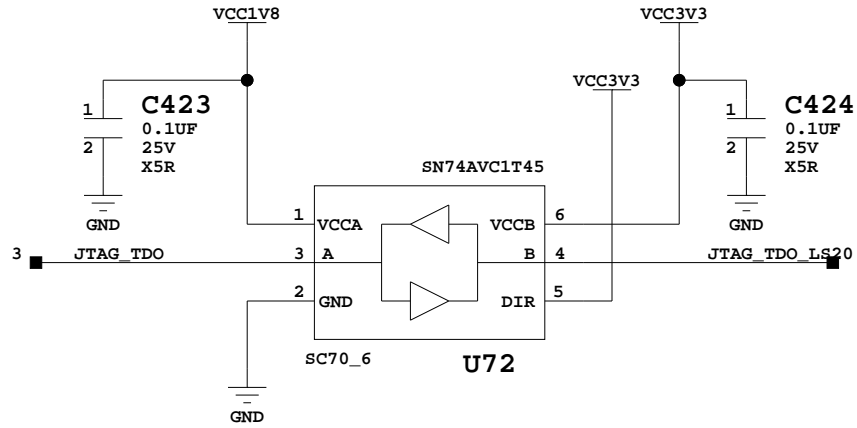 VCC1V8
VCC3V3
VCC3V3
1
C423
0.1UF
2
25V
X5R
GND
1
C424
0.1UF
2
25V
X5R
GND
SN74AVC1T45
1
VCCA
VCCB
6
3
JTAG_TDO
3
A
B
4
JTAG_TDO_LS20
2
GND
DIR
5
SC70_6
U72
GND